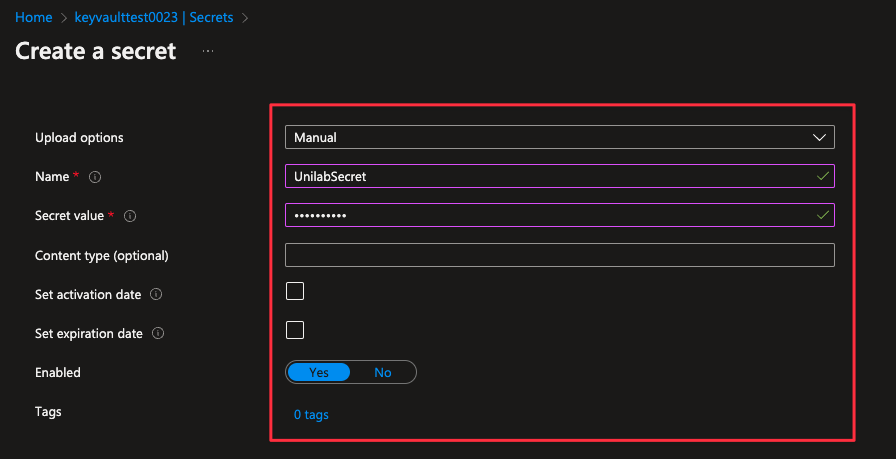 Home > keyvaulttest0023 | Secrets >
Create a secret ...
Upload options Manual
Name * UnilabSecret
Secret value * ••••••••••
Content type (optional)
Set activation date
Set expiration date
Enabled Yes No
Tags 0 tags